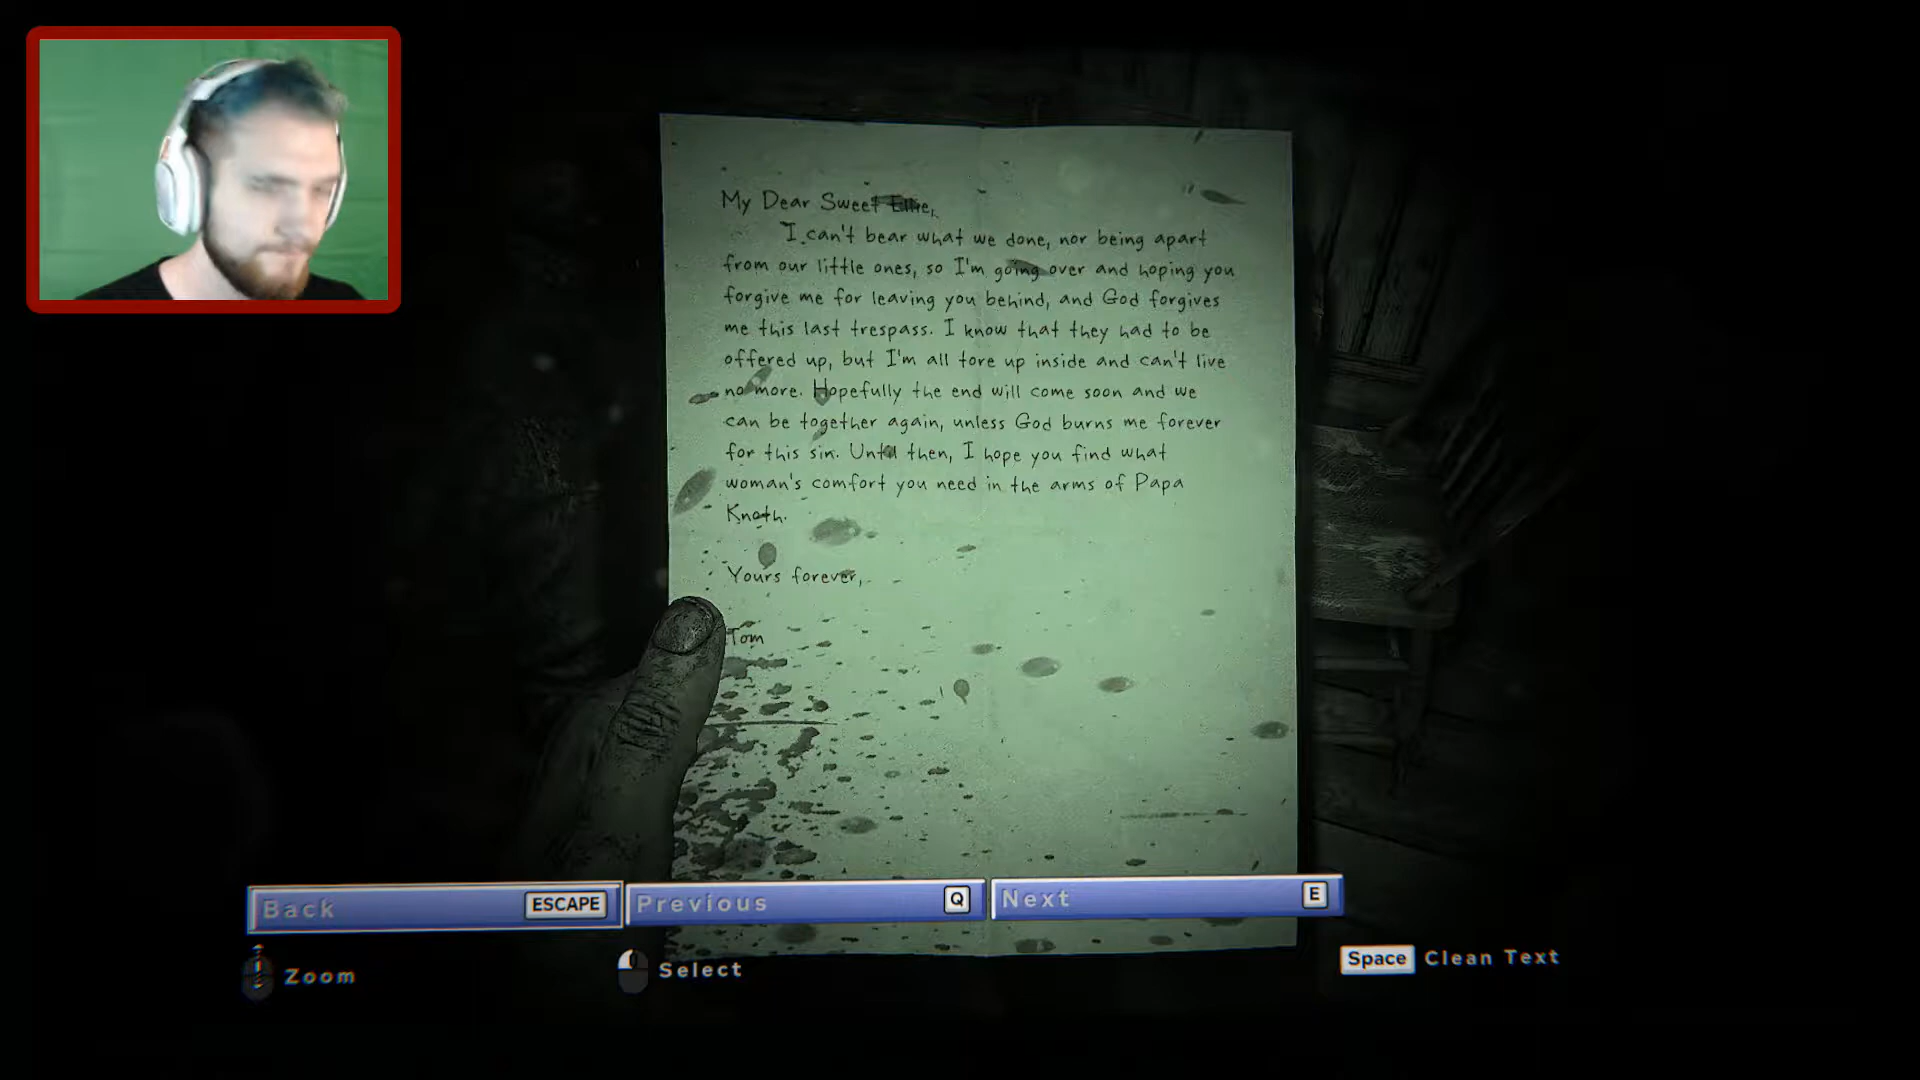 My Dear Sweet Ellie,
I can't bear what we done, nor being apart
from our little ones, so I'm going over and hoping you
forgive me for leaving you behind, and God forgives
me this last trespass. I know that they had to be
offered up, but I'm all tore up inside and can't live
no more. Hopefully the end will come soon and we
can be together again, unless God burns me forever
for this sin. Until then, I hope you find what
woman's comfort you need in the arms of Papa
Knoth.
Yours forever,
Tom
Back ESCAPE Previous Q Next E
Zoom Select Space Clean Text